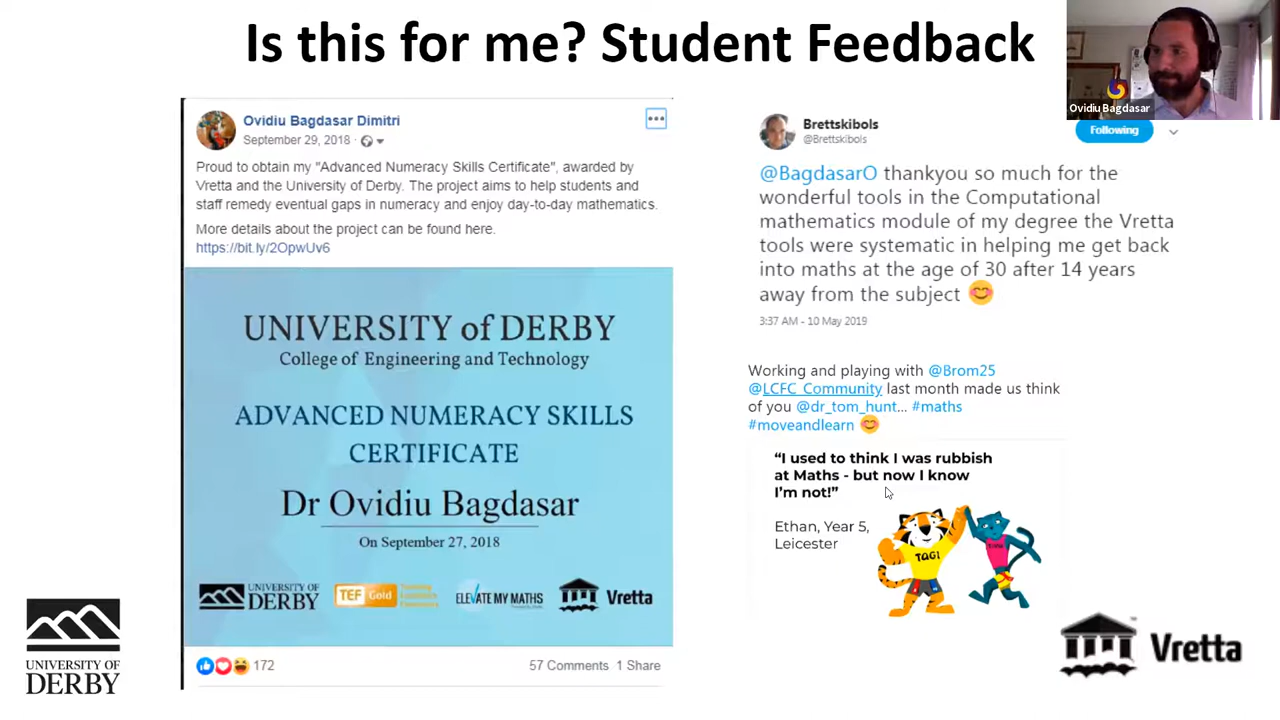 Is this for me? Student Feedback
Ovidiu Bagdasar
Ovidiu Bagdasar Dimitri
September 29, 2018
Proud to obtain my "Advanced Numeracy Skills Certificate", awarded by
Vretta and the University of Derby. The project aims to help students and
staff remedy eventual gaps in numeracy and enjoy day-to-day mathematics.
More details about the project can be found here.
https://bit.ly/2OpwUv6
UNIVERSITY of DERBY
College of Engineering and Technology
ADVANCED NUMERACY SKILLS
CERTIFICATE
Dr Ovidiu Bagdasar
On September 27, 2018
UNIVERSITY OF
DERBY
TEF Gold
ELEVATE MY MATHS
Vretta
172
57 Comments 1 Share
Brettskibols
@Brettskibols
Following
@BagdasarO thankyou so much for the
wonderful tools in the Computational
mathematics module of my degree the Vretta
tools were systematic in helping me get back
into maths at the age of 30 after 14 years
away from the subject 😊
3:37 AM - 10 May 2019
Working and playing with @Brom25
@LCFC_Community last month made us think
of you @dr_tom_hunt... #maths
#moveandlearn 😊
“I used to think I was rubbish
at Maths - but now I know
I’m not!”
Ethan, Year 5,
Leicester
TAGI
UNIVERSITY OF
DERBY
Vretta